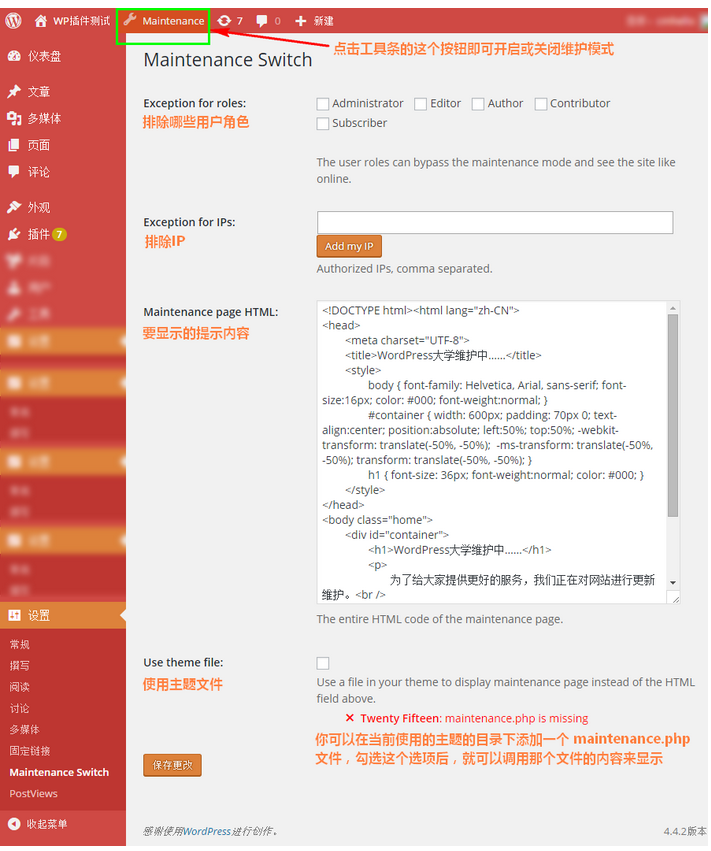 WP插件测试 Maintenance 7 0 新建
点击工具条的这个按钮即可开启或关闭维护模式
仪表盘
文章
多媒体
页面
评论
外观
插件 7
设置
常规
撰写
阅读
讨论
多媒体
固定链接
Maintenance Switch
PostViews
收起菜单
Maintenance Switch
Exception for roles:
排除哪些用户角色
Administrator Editor Author Contributor
Subscriber
The user roles can bypass the maintenance mode and see the site like
online.
Exception for IPs:
排除IP
Add my IP
Authorized IPs, comma separated.
Maintenance page HTML:
要显示的提示内容
<!DOCTYPE html><html lang="zh-CN">
<head>
<meta charset="UTF-8">
<title>WordPress大学维护中......</title>
<style>
body { font-family: Helvetica, Arial, sans-serif; font-
size:16px; color: #000; font-weight:normal; }
#container { width: 600px; padding: 70px 0; text-
align:center; position:absolute; left:50%; top:50%; -webkit-
transform: translate(-50%, -50%); -ms-transform: translate(-50%,
-50%); transform: translate(-50%, -50%); }
h1 { font-size: 36px; font-weight:normal; color: #000; }
</style>
</head>
<body class="home">
<div id="container">
<h1>WordPress大学维护中......</h1>
<p>
为了给大家提供更好的服务，我们正在对网站进行更新
维护。<br />
The entire HTML code of the maintenance page.
Use theme file:
使用主题文件
Use a file in your theme to display maintenance page instead of the HTML
field above.
✕ Twenty Fifteen: maintenance.php is missing
你可以在当前使用的主题的目录下添加一个 maintenance.php
文件，勾选这个选项后，就可以调用那个文件的内容来显示
保存更改
感谢使用WordPress进行创作。
4.4.2版本